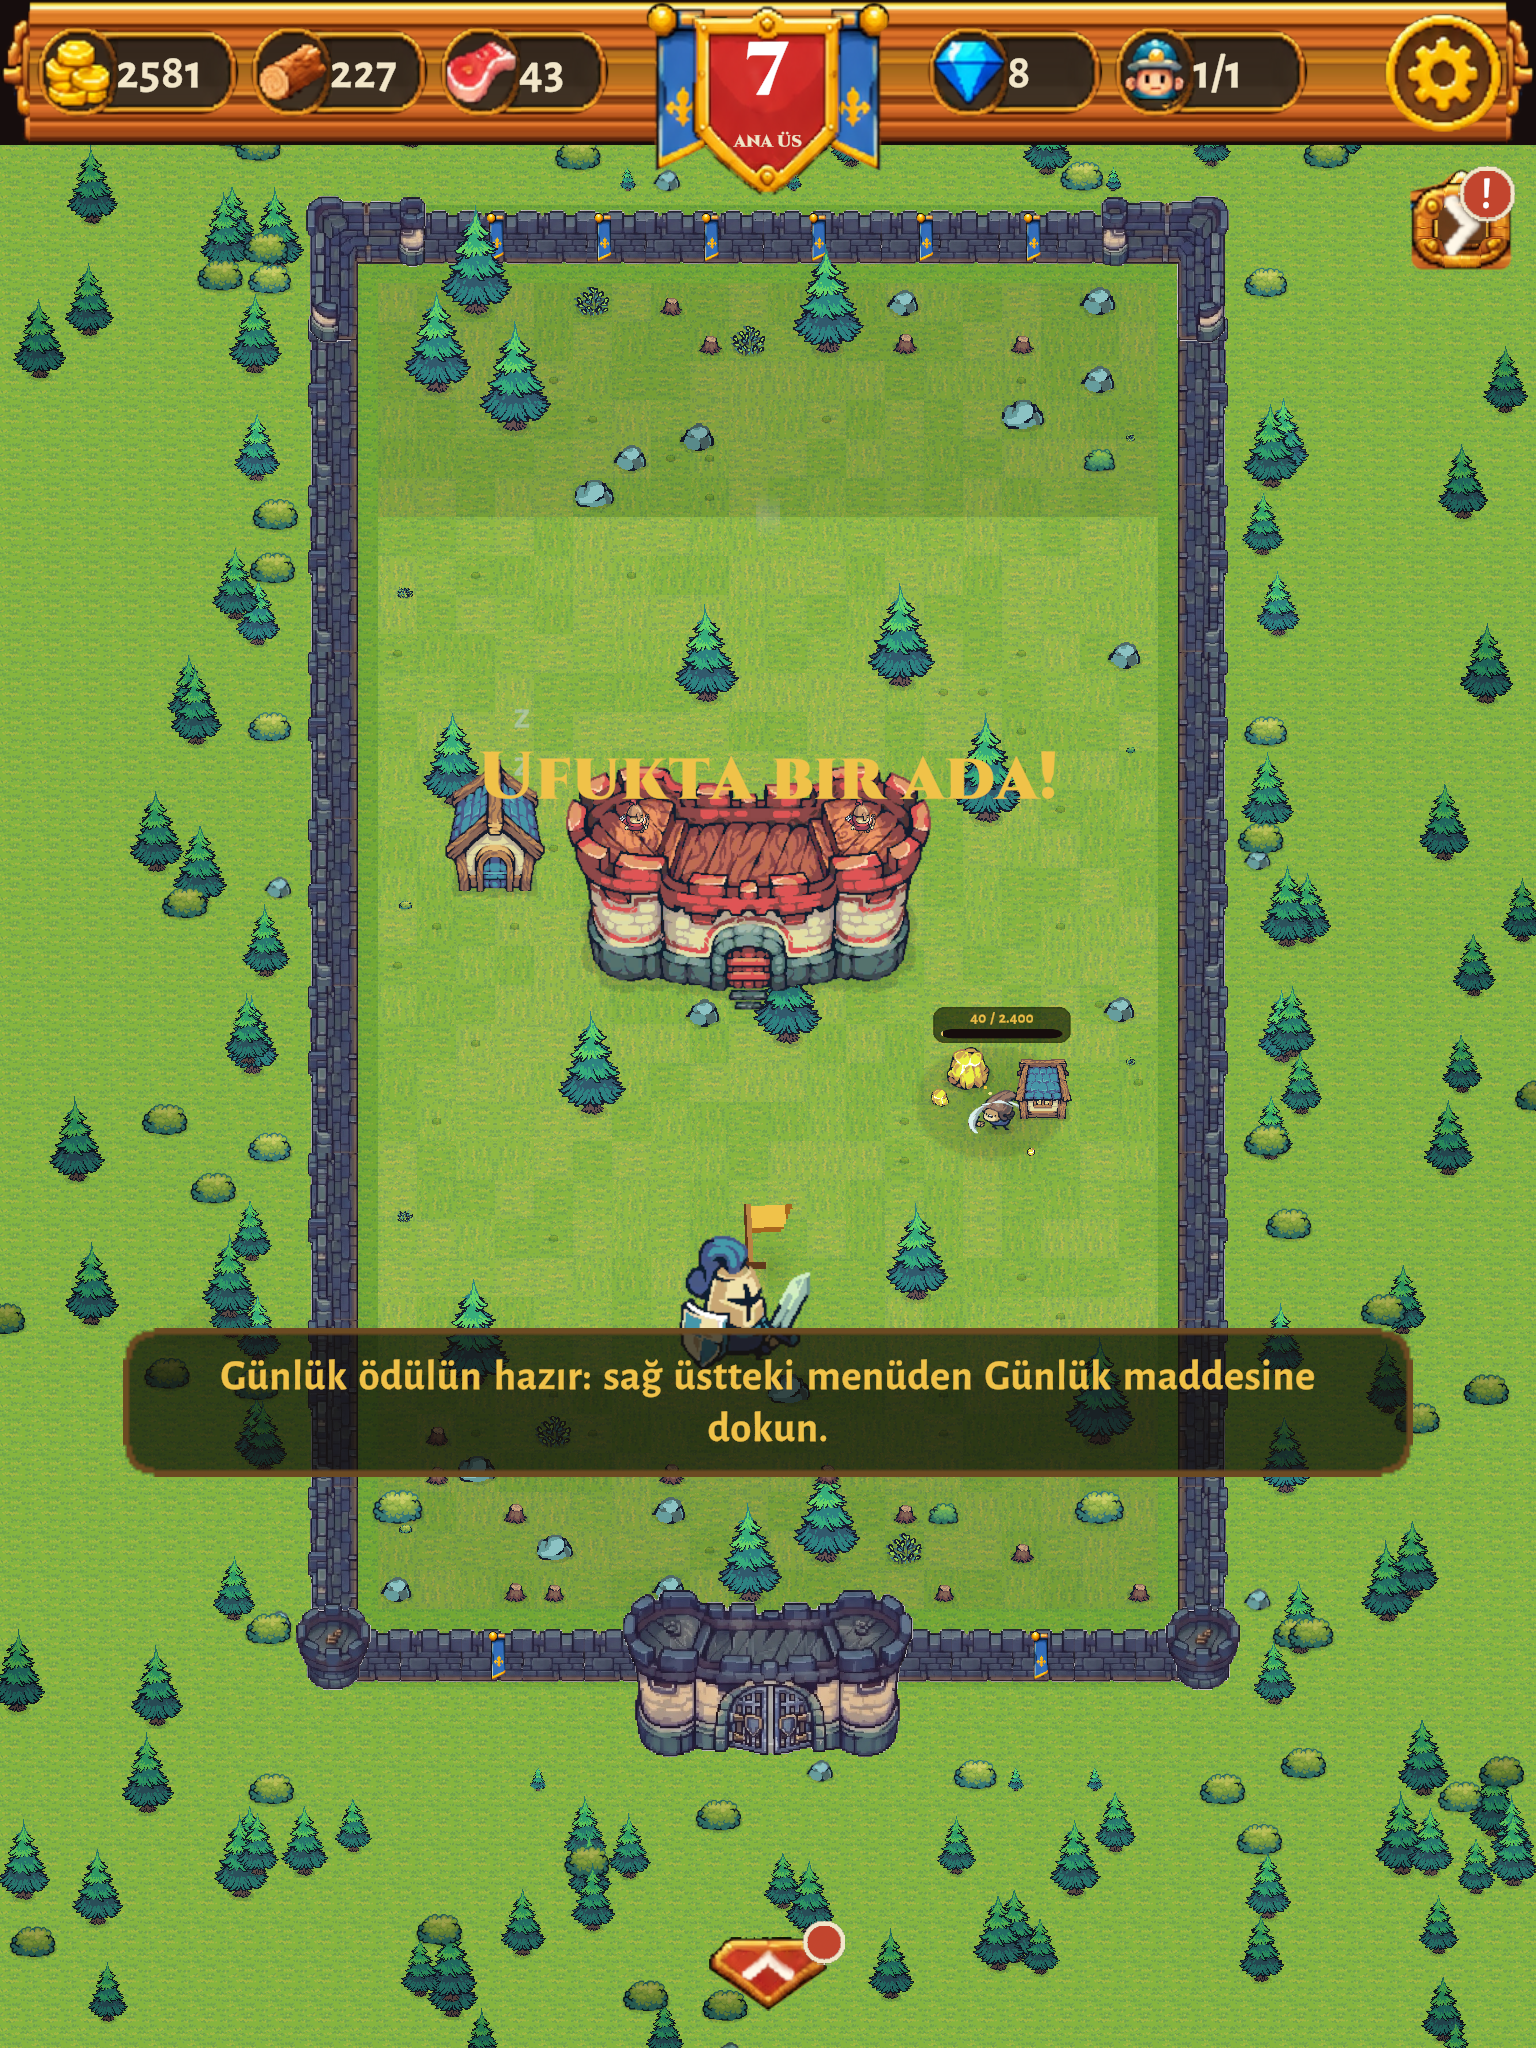 2581
227
43
7
ANA ÜS
8
1/1
!
z
UFUKTA BIR ADA!
40 / 2.400
Günlük ödülün hazır: sağ üstteki menüden Günlük maddesine
dokun.